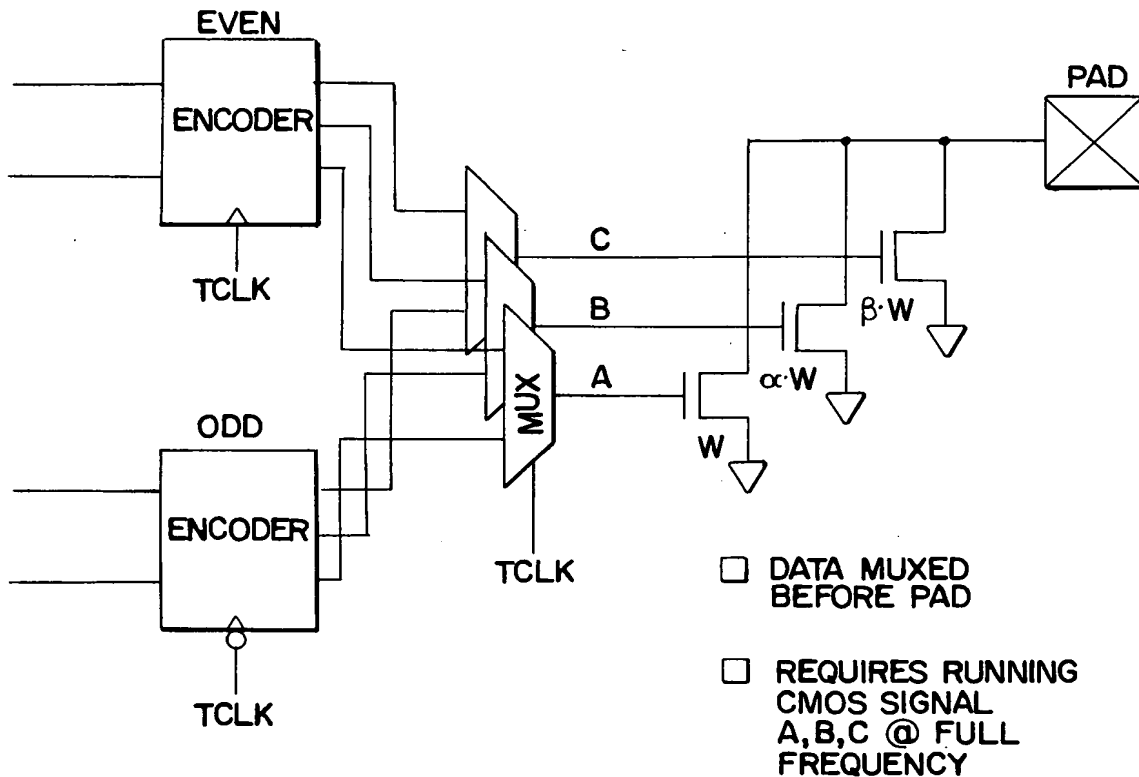 EVEN
PAD
ENCODER
TCLK
C
β·W
B
α·W
A
MUX
W
ODD
ENCODER
TCLK
TCLK
□ DATA MUXED
BEFORE PAD
□ REQUIRES RUNNING
CMOS SIGNAL
A,B,C @ FULL
FREQUENCY